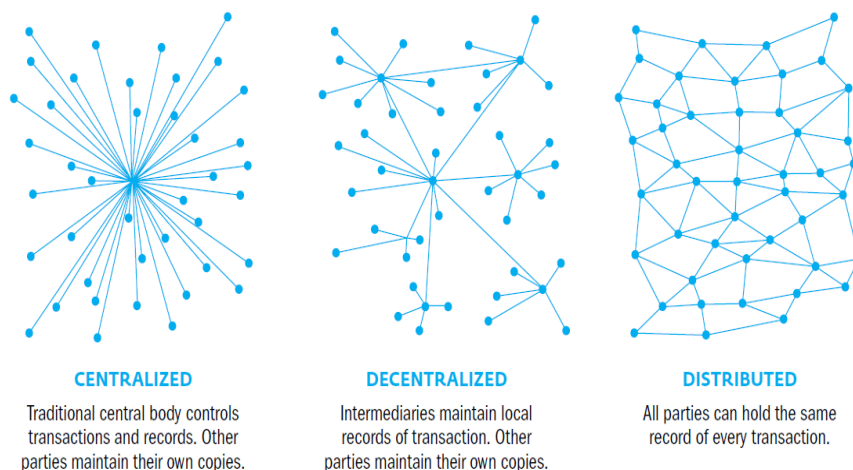 CENTRALIZED
Traditional central body controls
transactions and records. Other
parties maintain their own copies.
DECENTRALIZED
Intermediaries maintain local
records of transaction. Other
parties maintain their own copies.
DISTRIBUTED
All parties can hold the same
record of every transaction.